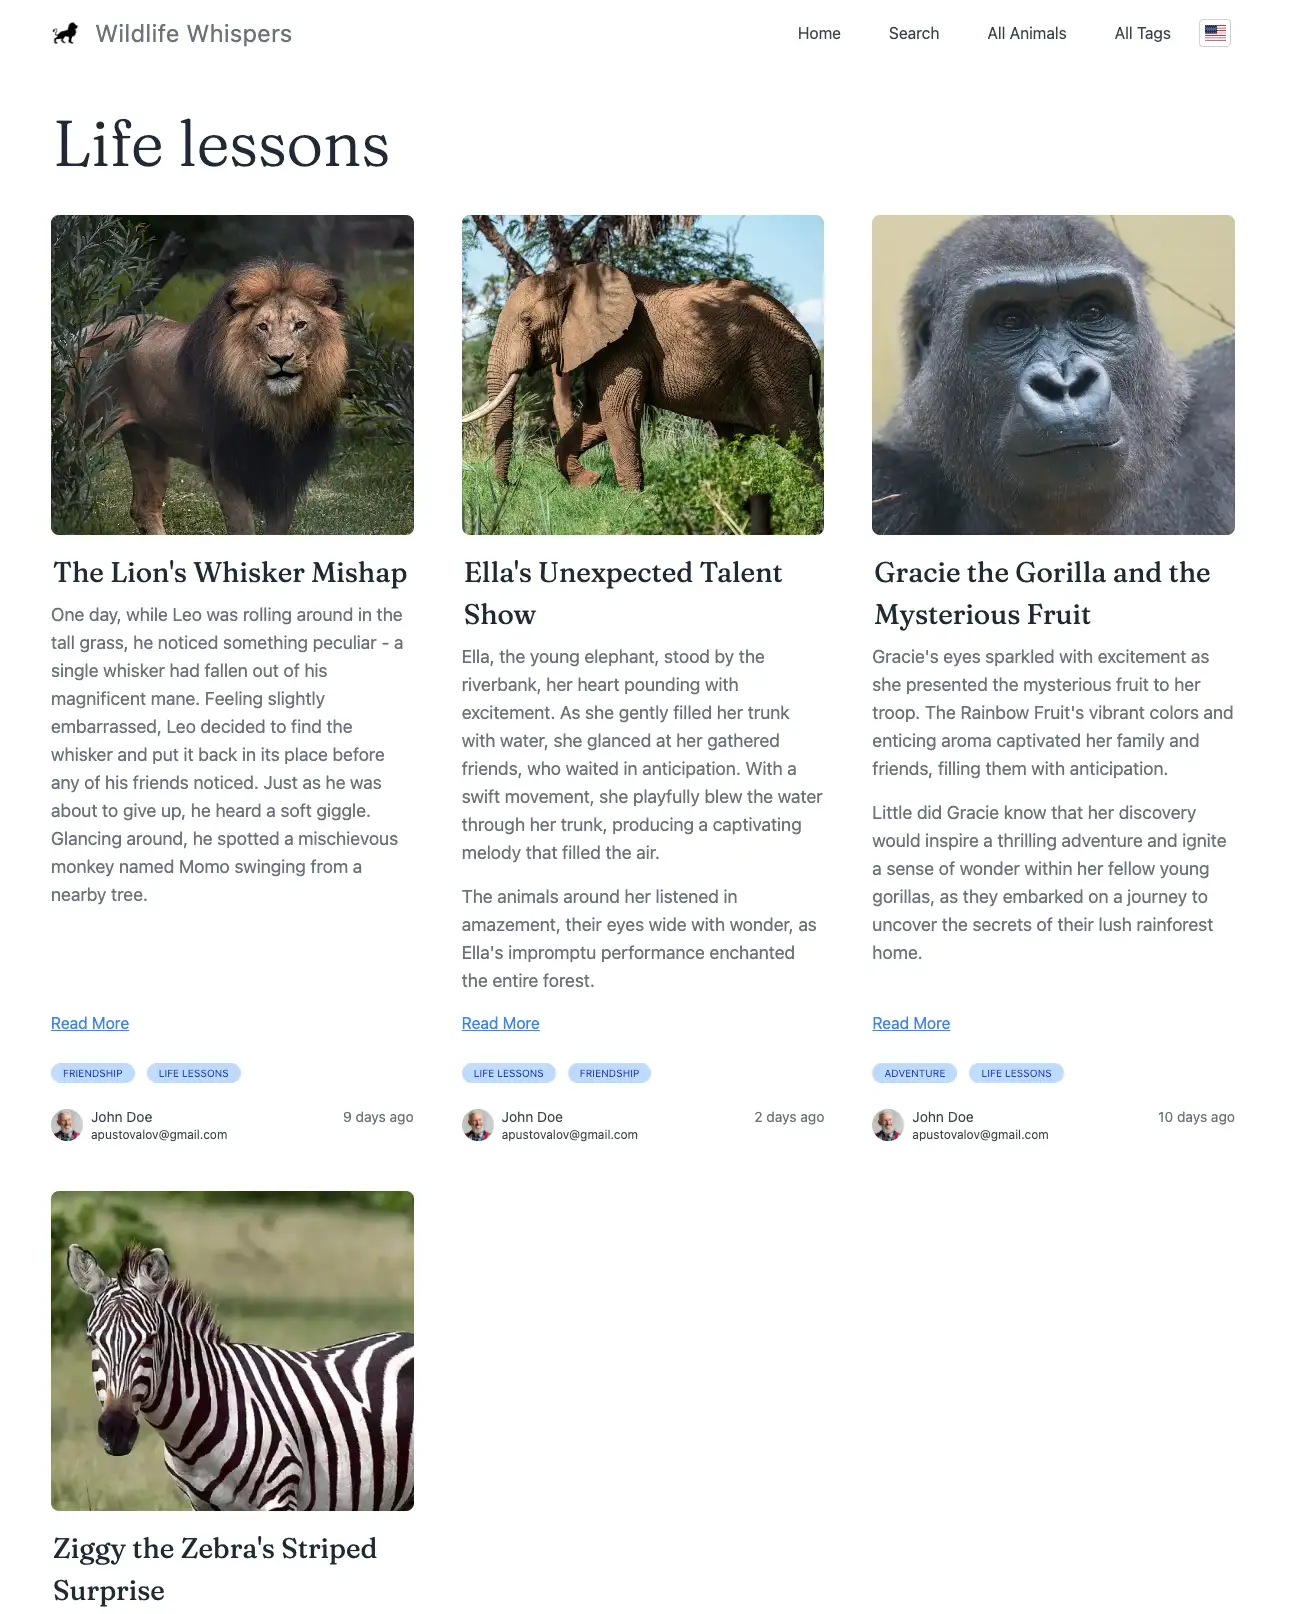 Wildlife Whispers
Home
Search
All Animals
All Tags
Life lessons
The Lion's Whisker Mishap
One day, while Leo was rolling around in the
tall grass, he noticed something peculiar - a
single whisker had fallen out of his
magnificent mane. Feeling slightly
embarrassed, Leo decided to find the
whisker and put it back in its place before
any of his friends noticed. Just as he was
about to give up, he heard a soft giggle.
Glancing around, he spotted a mischievous
monkey named Momo swinging from a
nearby tree.
Read More
FRIENDSHIP
LIFE LESSONS
John Doe
9 days ago
apustovalov@gmail.com
Ella's Unexpected Talent
Show
Ella, the young elephant, stood by the
riverbank, her heart pounding with
excitement. As she gently filled her trunk
with water, she glanced at her gathered
friends, who waited in anticipation. With a
swift movement, she playfully blew the water
through her trunk, producing a captivating
melody that filled the air.
The animals around her listened in
amazement, their eyes wide with wonder, as
Ella's impromptu performance enchanted
the entire forest.
Read More
LIFE LESSONS
FRIENDSHIP
John Doe
2 days ago
apustovalov@gmail.com
Gracie the Gorilla and the
Mysterious Fruit
Gracie's eyes sparkled with excitement as
she presented the mysterious fruit to her
troop. The Rainbow Fruit's vibrant colors and
enticing aroma captivated her family and
friends, filling them with anticipation.
Little did Gracie know that her discovery
would inspire a thrilling adventure and ignite
a sense of wonder within her fellow young
gorillas, as they embarked on a journey to
uncover the secrets of their lush rainforest
home.
Read More
ADVENTURE
LIFE LESSONS
John Doe
10 days ago
apustovalov@gmail.com
Ziggy the Zebra's Striped
Surprise